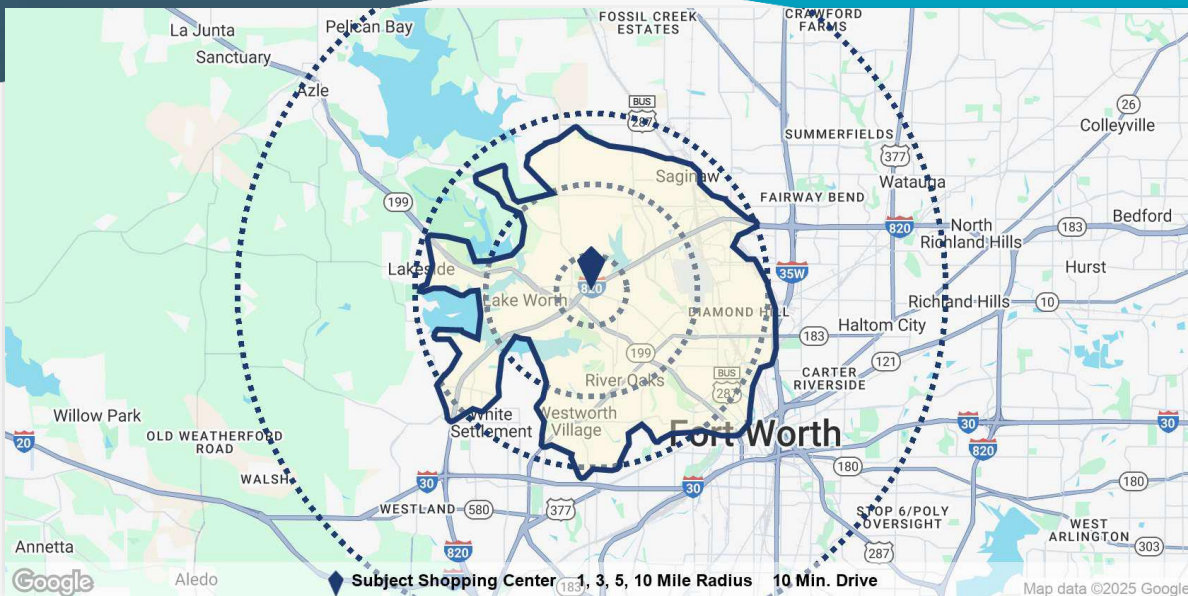 FOSSIL CREEK
ESTATES
CRAWFORD
FARMS
La Junta
Pelican Bay
Sanctuary
Azle
BUS
287
26
Colleyville
SUMMERFIELDS
377
Saginaw
Watauga
199
FAIRWAY BEND
820
North
Richland Hills
183
Bedford
Lakeside
35W
Hurst
820
Lake Worth
Richland Hills
10
DIAMOND HILL
Haltom City
183
199
121
River Oaks
BUS
287
CARTER
RIVERSIDE
Willow Park
White
Settlement
Westworth
Village
Fort Worth
30
30
20
OLD WEATHERFORD
ROAD
820
WALSH
180
30
30
180
WESTLAND
580
377
STOP 6/POLY
OVERSIGHT
WEST
ARLINGTON
Annetta
820
287
303
Google
Aledo
183
Subject Shopping Center 1, 3, 5, 10 Mile Radius 10 Min. Drive
Map data ©2025 Google